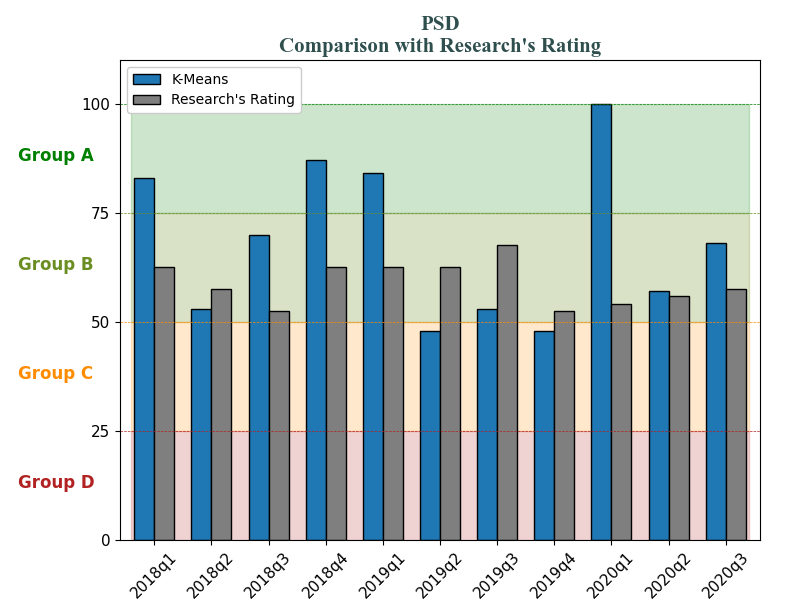 PSD
Comparison with Research's Rating
K-Means
Research's Rating
100
Group A
75
Group B
50
Group C
25
Group D
0
2018q1 2018q2 2018q3 2018q4 2019q1 2019q2 2019q3 2019q4 2020q1 2020q2 2020q3